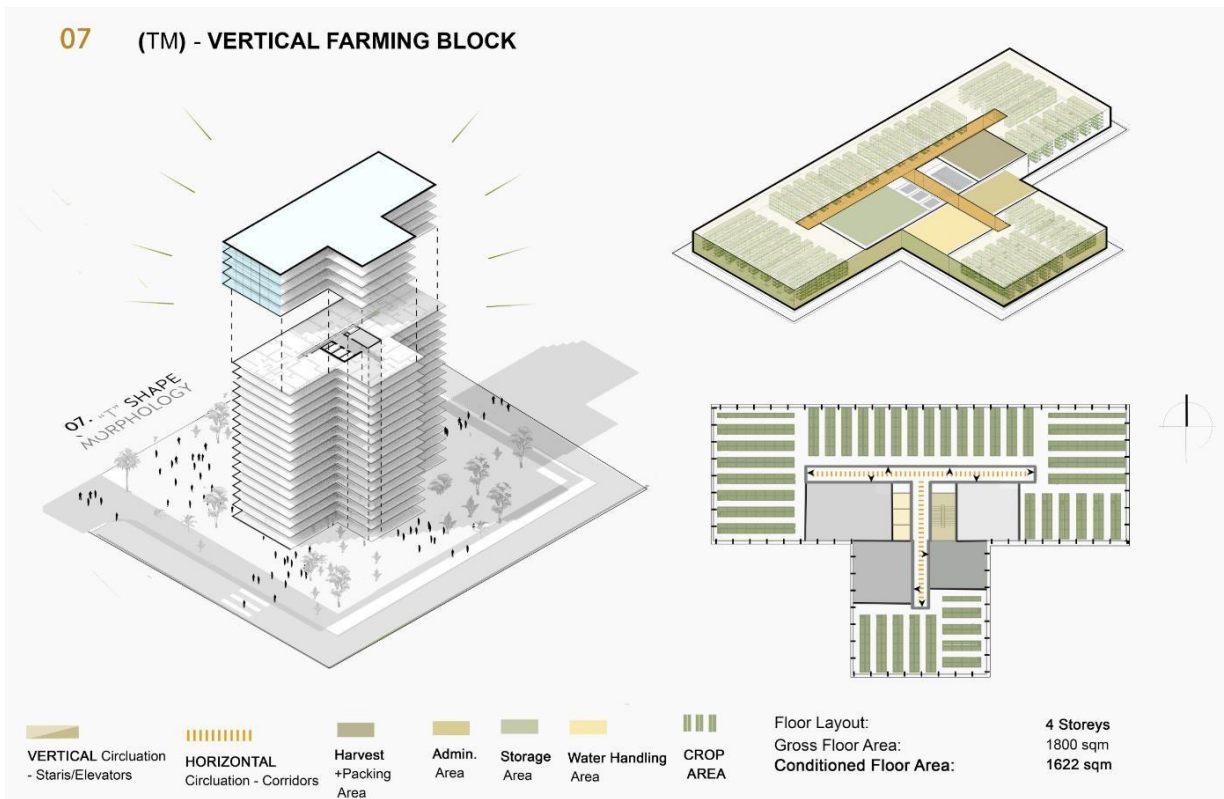 07 (TM) - VERTICAL FARMING BLOCK
07. "T" SHAPE
MORPHOLOGY
VERTICAL Circuation
- Staris/Elevators
HORIZONTAL
Circuation - Corridors
Harvest
+Packing
Area
Admin.
Area
Storage
Area
Water Handling
Area
CROP
AREA
Floor Layout: 4 Storeys
Gross Floor Area: 1800 sqm
Conditioned Floor Area: 1622 sqm